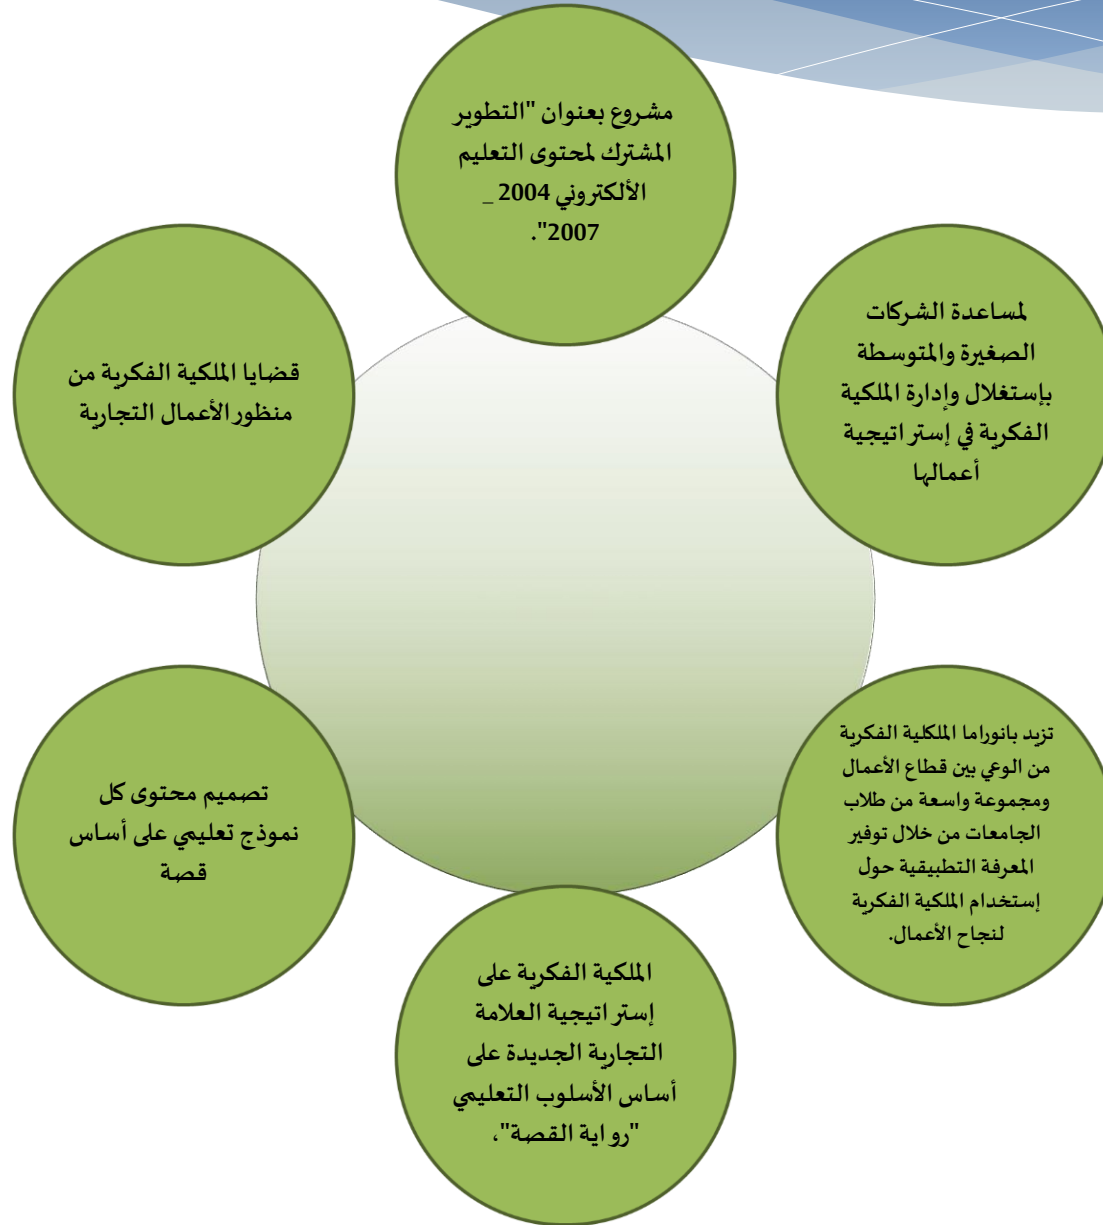 مشروع بعنوان "التطوير
المشترك لمحتوى التعليم
الألكتروني 2004 _
2007".
لمساعدة الشركات
الصغيرة والمتوسطة
بإستغلال وإدارة الملكية
الفكرية في إستراتيجية
أعمالها
تزيد بانوراما الملكلية الفكرية
من الوعي بين قطاع الأعمال
ومجموعة واسعة من طلاب
الجامعات من خلال توفير
المعرفة التطبيقية حول
إستخدام الملكية الفكرية
لنجاح الأعمال.
الملكية الفكرية على
إستراتيجية العلامة
التجارية الجديدة على
أساس الأسلوب التعليمي
"رواية القصة"،
تصميم محتوى كل
نموذج تعليمي على أساس
قصة
قضايا الملكية الفكرية من
منظور الأعمال التجارية